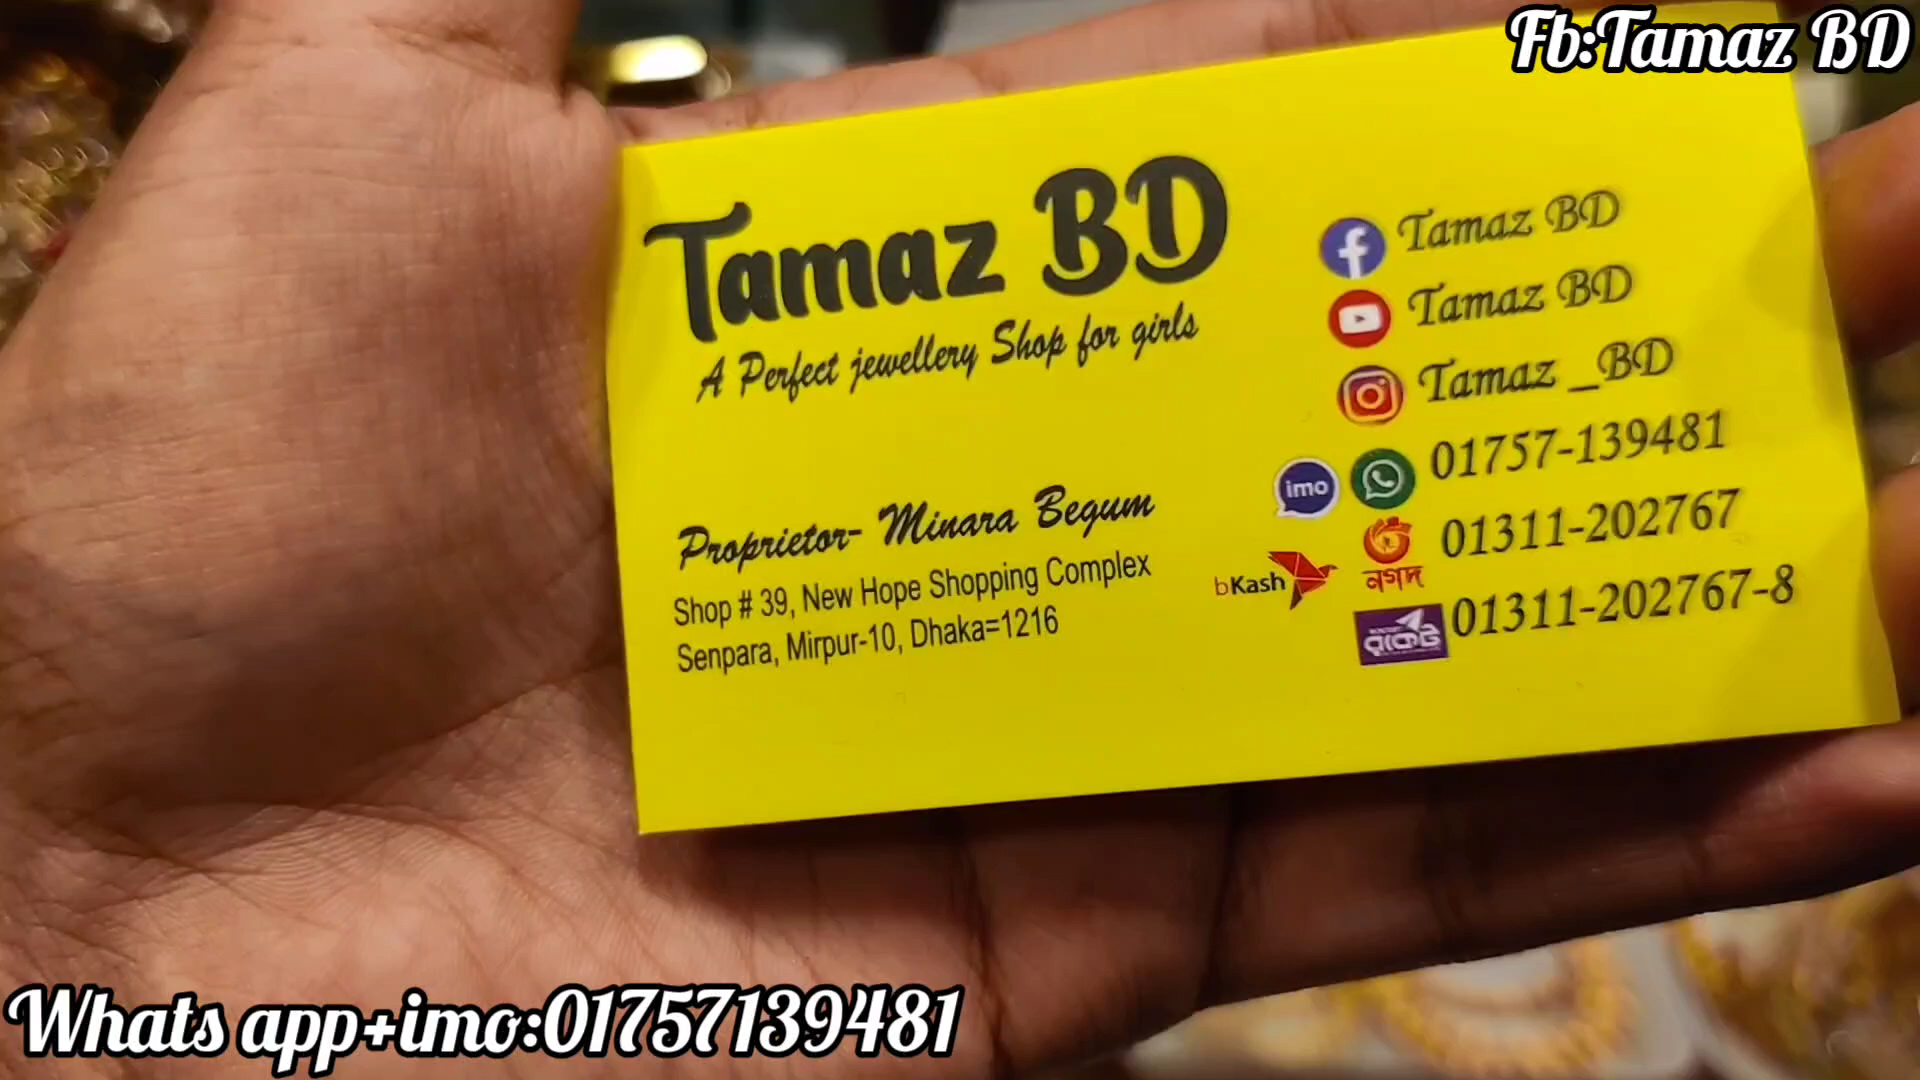 Fb:Tamaz BD
Tamaz BD
A Perfect jewellery Shop for girls
Proprietor- Minara Begum
Shop # 39, New Hope Shopping Complex
Senpara, Mirpur-10, Dhaka=1216
Tamaz BD
Tamaz BD
Tamaz _BD
imo 01757-139481
bKash নগদ 01311-202767
রকেট 01311-202767-8
Whats app+imo:01757139481